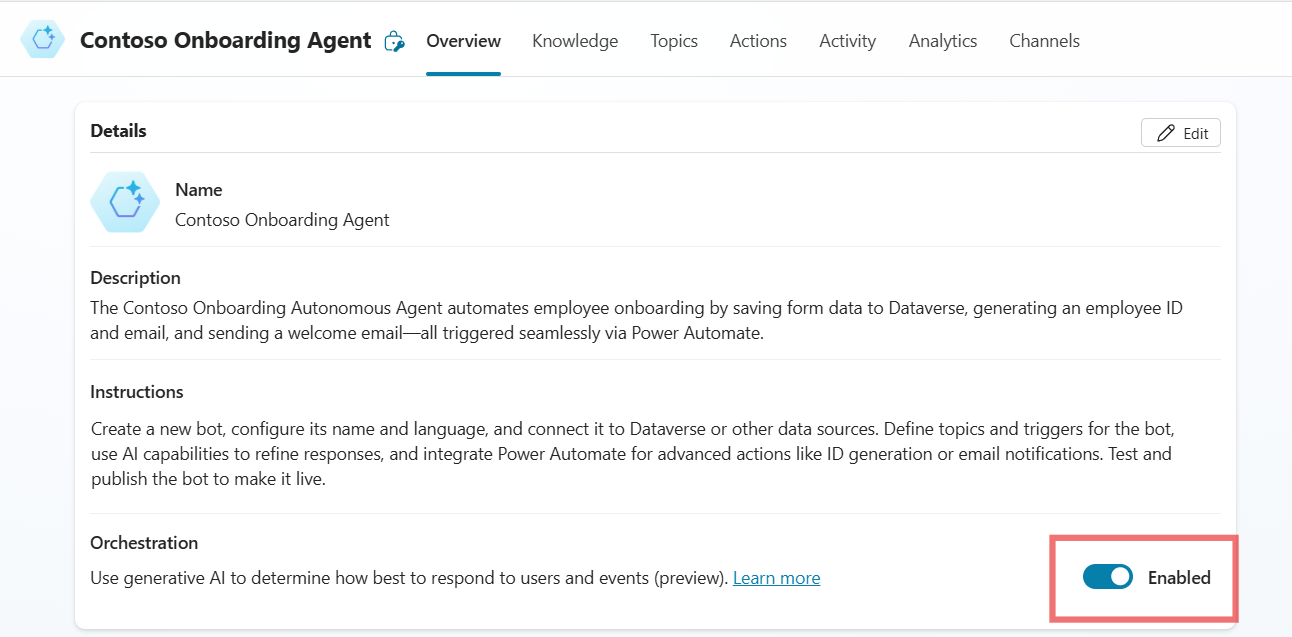 Contoso Onboarding Agent Overview Knowledge Topics Actions Activity Analytics Channels
Details
Edit
Name
Contoso Onboarding Agent
Description
The Contoso Onboarding Autonomous Agent automates employee onboarding by saving form data to Dataverse, generating an employee ID
and email, and sending a welcome email—all triggered seamlessly via Power Automate.
Instructions
Create a new bot, configure its name and language, and connect it to Dataverse or other data sources. Define topics and triggers for the bot,
use AI capabilities to refine responses, and integrate Power Automate for advanced actions like ID generation or email notifications. Test and
publish the bot to make it live.
Orchestration
Use generative AI to determine how best to respond to users and events (preview). Learn more
Enabled